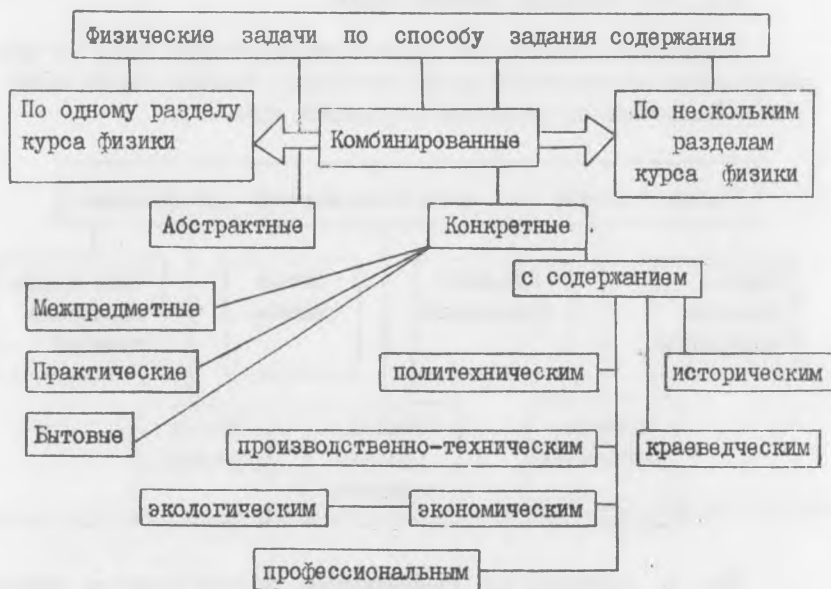 Физические задачи по способу задания содержания
По одному разделу
курса физики
Комбинированные
По нескольким
разделам
курса физики
Абстрактные
Конкретные
с содержанием
Межпредметные
Практические
политехническим
историческим
Бытовые
производственно-техническим
краеведческим
экологическим
экономическим
профессиональным